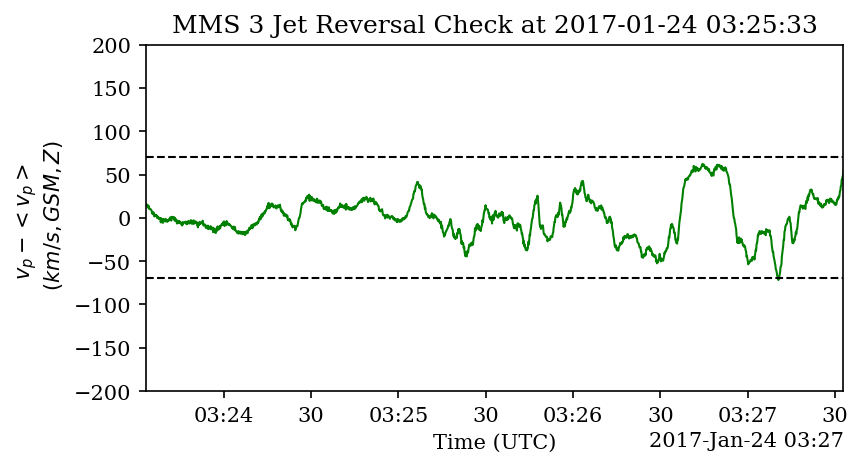 MMS 3 Jet Reversal Check at 2017-01-24 03:25:33
200
150
100
50
0
−50
−100
−150
−200
v_p − < v_p >
(km/s, GSM, Z)
03:24 30 03:25 30 03:26 30 03:27 30
Time (UTC)
2017-Jan-24 03:27